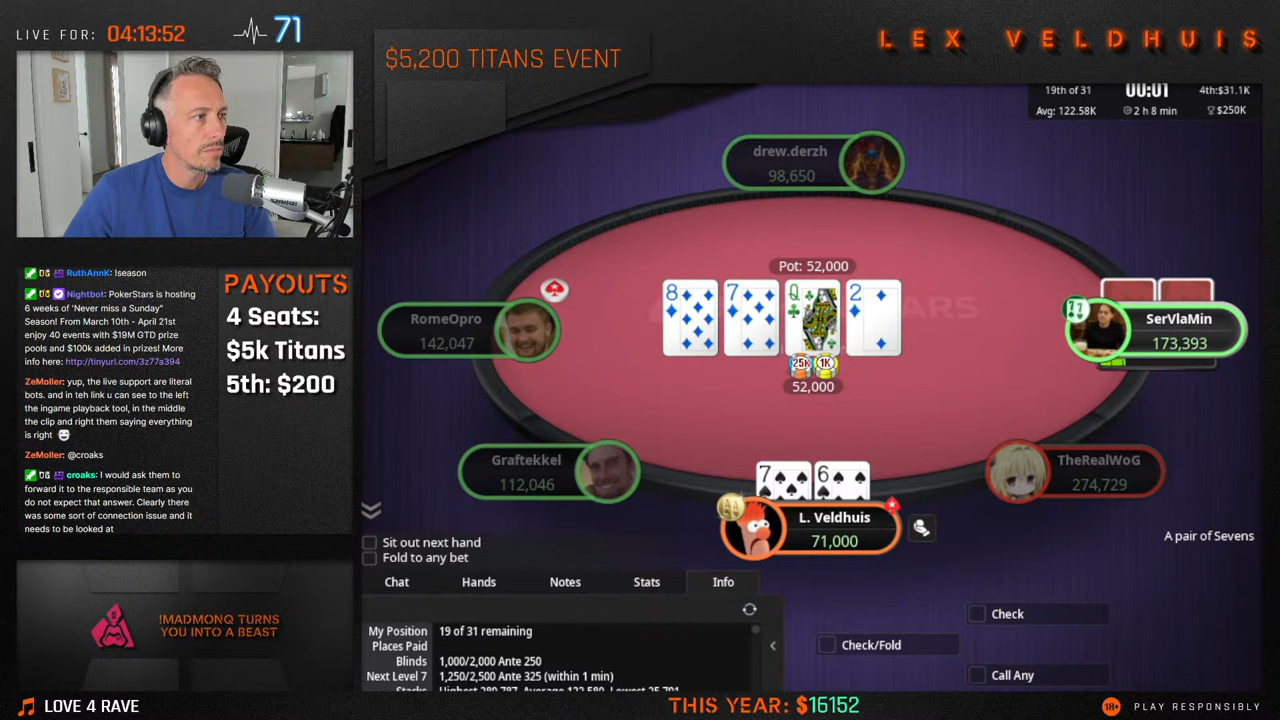 LIVE FOR: 04:13:52
71
LEX VELDHUIS
$5,200 TITANS EVENT
19th of 31
00:01
4th:$31.1K
Avg: 122.58K
2 h 8 min
$250K
drew.derzh
98,650
Pot: 52,000
8
7
Q
2
25K
1K
52,000
RomeOpro
142,047
SerVlaMin
173,393
Graftekkel
112,046
TheRealWoG
274,729
7
6
L. Veldhuis
71,000
A pair of Sevens
RuthAnnK: !season
Nightbot: PokerStars is hosting
6 weeks of 'Never miss a Sunday'
Season! From March 10th - April 21st
enjoy 40 events with $19M GTD prize
pools and $100k added in prizes! More
info here: http://tinyurl.com/3z77a394
ZeMoller: yup, the live support are literal
bots. and in teh link u can see to the left
the ingame playback tool, in the middle
the clip and right them saying everything
is right
ZeMoller: @croaks
croaks: I would ask them to
forward it to the responsible team as you
do not expect that answer. Clearly there
was some sort of connection issue and it
needs to be looked at
PAYOUTS
4 Seats:
$5k Titans
5th: $200
Sit out next hand
Fold to any bet
Chat
Hands
Notes
Stats
Info
My Position 19 of 31 remaining
Places Paid
Blinds 1,000/2,000 Ante 250
Next Level 7 1,250/2,500 Ante 325 (within 1 min)
Check
Check/Fold
Call Any
!MADMONQ TURNS
YOU INTO A BEAST
LOVE 4 RAVE
THIS YEAR: $16152
18+ PLAY RESPONSIBLY